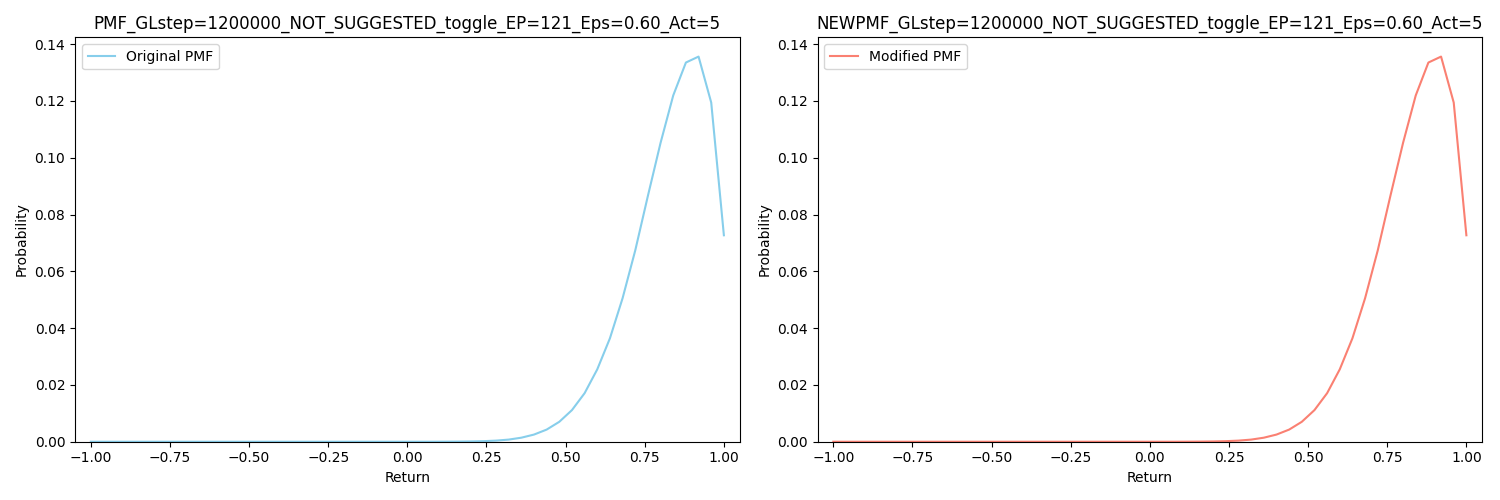 PMF_GLstep=1200000_NOT_SUGGESTED_toggle_EP=121_Eps=0.60_Act=5
Original PMF
Probability
0.14
0.12
0.10
0.08
0.06
0.04
0.02
0.00
−1.00 −0.75 −0.50 −0.25 0.00 0.25 0.50 0.75 1.00
Return
NEWPMF_GLstep=1200000_NOT_SUGGESTED_toggle_EP=121_Eps=0.60_Act=5
Modified PMF
Probability
0.14
0.12
0.10
0.08
0.06
0.04
0.02
0.00
−1.00 −0.75 −0.50 −0.25 0.00 0.25 0.50 0.75 1.00
Return